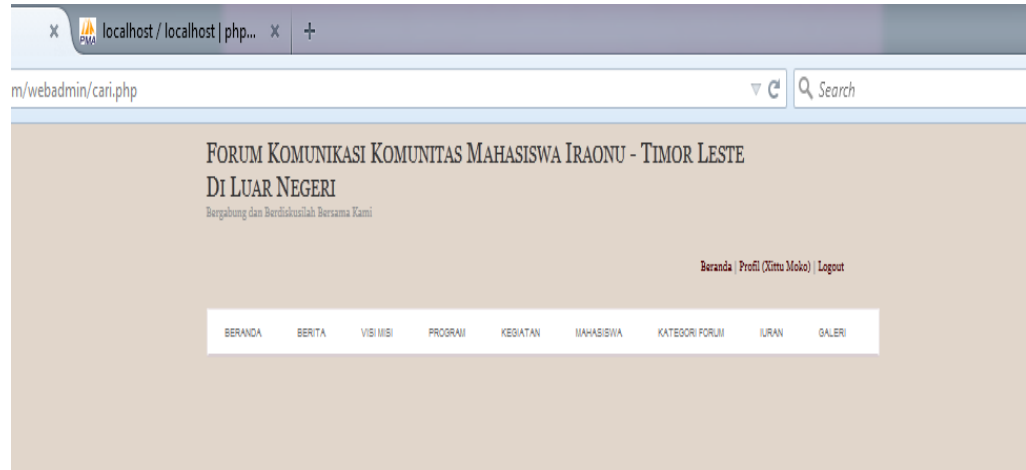 localhost / localhost | php...
PMA
m/webadmin/cari.php
Search
Forum Komunikasi Komunitas Mahasiswa Iraonu - Timor Leste
Di Luar Negeri
Bergabung dan Berdiskusilah Bersama Kami
Beranda | Profil (Xittu Moko) | Logout
BERANDA BERITA VISI MISI PROGRAM KEGIATAN MAHASISWA KATEGORI FORUM IURAN GALERI